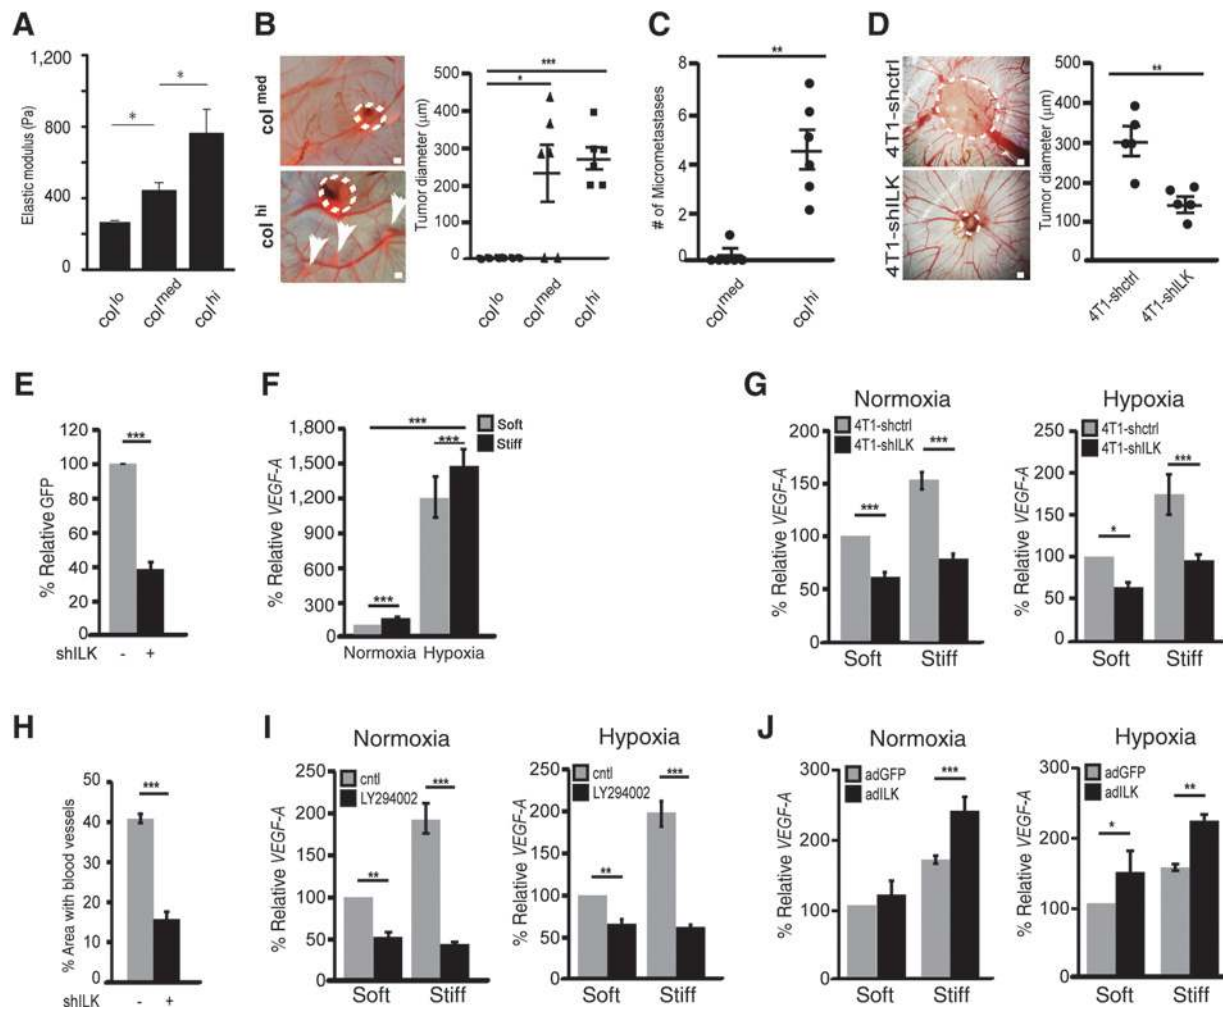 A
Elastic modulus (Pa)
1,200
800
400
0
*
*
col lo
col med
col hi
B
col med
col hi
Tumor diameter (μm)
500
400
300
200
100
0
***
*
col lo
col med
col hi
C
# of Micrometastases
8
6
4
2
0
**
col med
col hi
D
4T1-shctrl
4T1-shILK
Tumor diameter (μm)
500
400
300
200
100
0
**
4T1-shctrl
4T1-shILK
E
% Relative GFP
120
100
80
60
40
20
0
***
shILK - +
F
% Relative VEGF-A
1,800
1,500
1,200
900
600
300
0
***
***
***
Soft
Stiff
Normoxia Hypoxia
G
Normoxia
4T1-shctrl
4T1-shILK
% Relative VEGF-A
200
150
100
50
0
***
***
Soft Stiff
Hypoxia
4T1-shctrl
4T1-shILK
% Relative VEGF-A
250
200
150
100
50
0
*
***
Soft Stiff
H
% Area with blood vessels
50
40
30
20
10
0
***
shILK - +
I
Normoxia
cntl
LY294002
% Relative VEGF-A
250
200
150
100
50
0
**
***
Soft Stiff
Hypoxia
cntl
LY294002
% Relative VEGF-A
250
200
150
100
50
0
**
***
Soft Stiff
J
Normoxia
adGFP
adILK
% Relative VEGF-A
300
200
100
0
***
Soft Stiff
Hypoxia
adGFP
adILK
% Relative VEGF-A
300
200
100
0
*
**
Soft Stiff